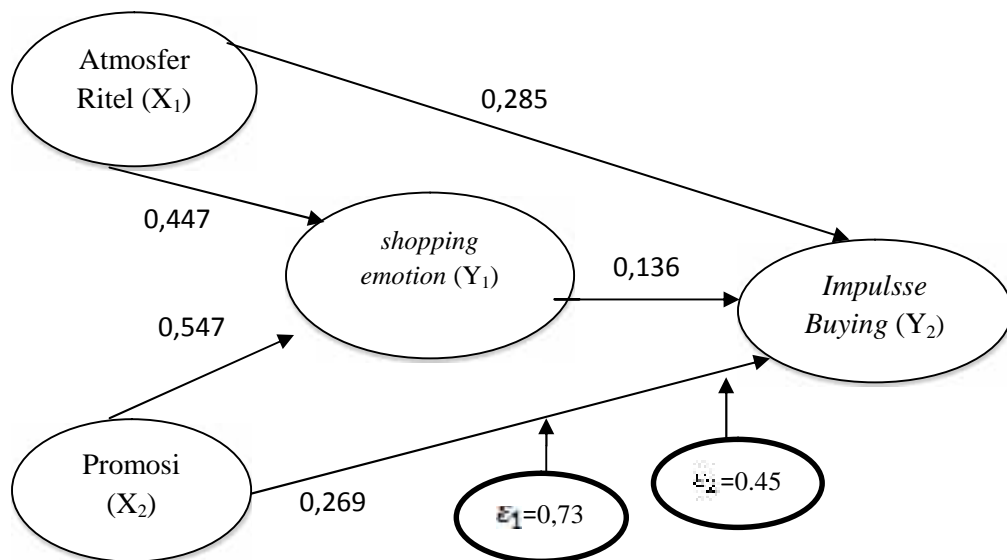 Atmosfer
Ritel (X₁)
0,285
0,447
shopping
emotion (Y₁)
0,136
Impulsse
Buying (Y₂)
0,547
Promosi
(X₂)
0,269
ε₁=0,73
=0.45